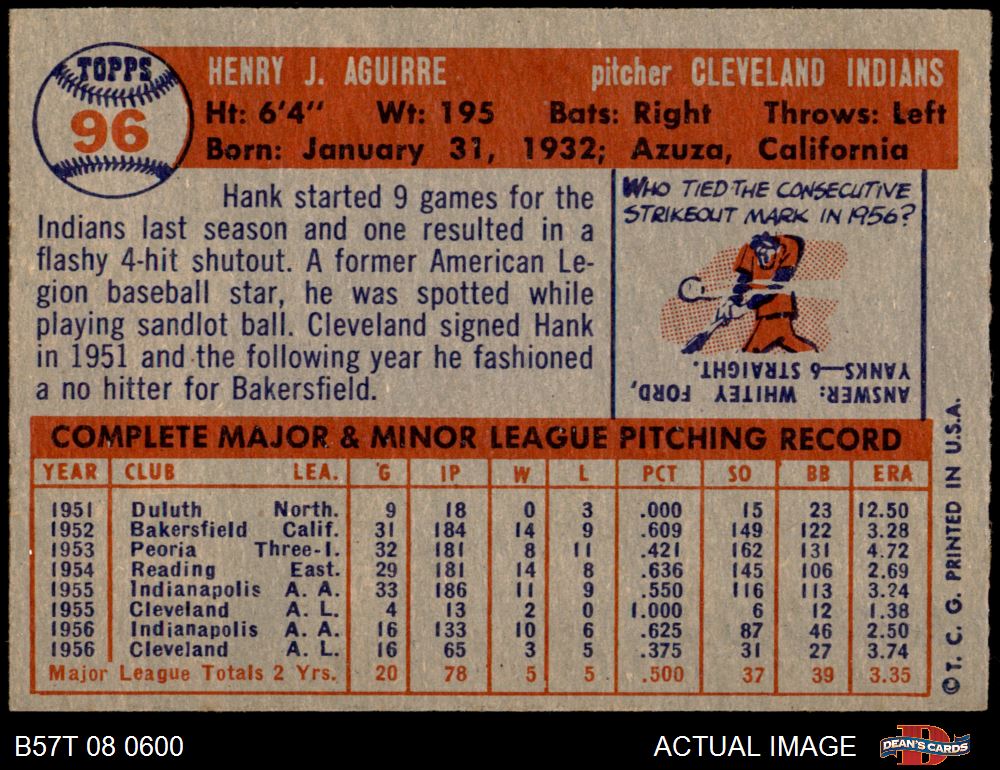 TOPPS
96
HENRY J. AGUIRRE pitcher CLEVELAND INDIANS
Ht: 6'4" Wt: 195 Bats: Right Throws: Left
Born: January 31, 1932; Azuza, California
Hank started 9 games for the
Indians last season and one resulted in a
flashy 4-hit shutout. A former American Le-
gion baseball star, he was spotted while
playing sandlot ball. Cleveland signed Hank
in 1951 and the following year he fashioned
a no hitter for Bakersfield.
WHO TIED THE CONSECUTIVE
STRIKEOUT MARK IN 1956?
ANSWER: WHITEY FORD,
YANKS—6 STRAIGHT.
COMPLETE MAJOR & MINOR LEAGUE PITCHING RECORD
YEAR CLUB LEA. G IP W L PCT SO BB ERA
1951 Duluth North. 9 18 0 3 .000 15 23 12.50
1952 Bakersfield Calif. 31 184 14 9 .609 149 122 3.28
1953 Peoria Three-I. 32 181 8 11 .421 162 131 4.72
1954 Reading East. 29 181 14 8 .636 145 106 2.69
1955 Indianapolis A. A. 33 186 11 9 .550 116 113 3.24
1955 Cleveland A. L. 4 13 2 0 1.000 6 12 1.38
1956 Indianapolis A. A. 16 133 10 6 .625 87 46 2.50
1956 Cleveland A. L. 16 65 3 5 .375 31 27 3.74
Major League Totals 2 Yrs. 20 78 5 5 .500 37 39 3.35
©T. C. G. PRINTED IN U.S.A.
B57T 08 0600 ACTUAL IMAGE DEAN'S CARDS